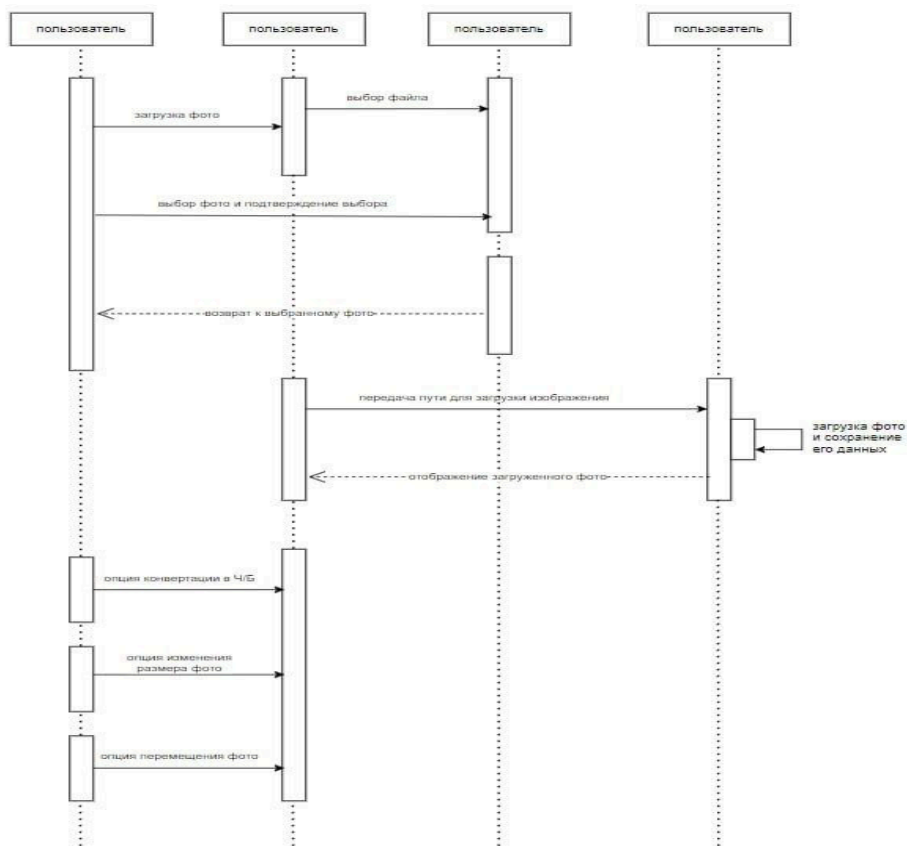 пользователь
пользователь
пользователь
пользователь
выбор файла
загрузка фото
выбор фото и подтверждение выбора
возврат к выбранному фото
передача пути для загрузки изображения
загрузка фото
и сохранение
его данных
отображение загруженного фото
опция конвертации в Ч/Б
опция изменения
размера фото
опция перемещения фото